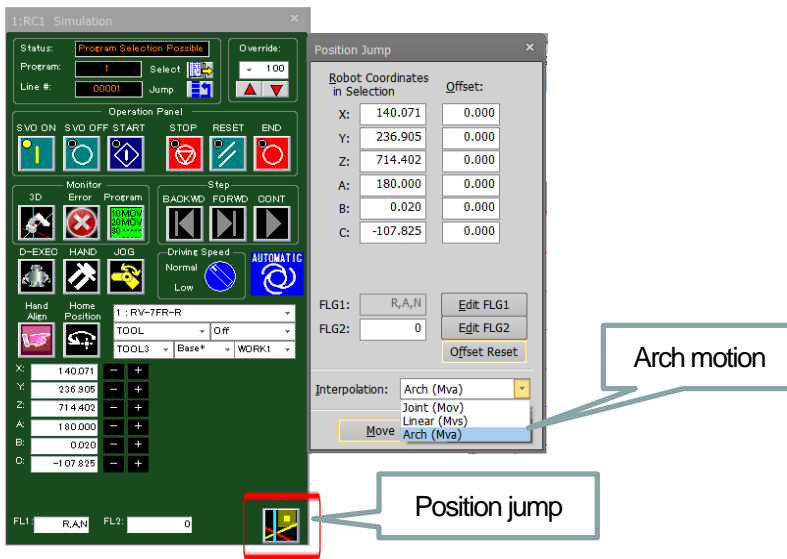 1:RC1 Simulation ×
Status: Program Selection Possible
Override:
Program: 1 Select
100
Line #: 00001 Jump
Operation Panel
SVO ON SVO OFF START STOP RESET END
Monitor
Step
3D Error Program
BACKWD FORWD CONT
10MOV
20MOV
30 ·····
D-EXEC HAND JOG
Driving Speed
Normal
Low
AUTOMATIC
Hand Align
Home Position
1 : RV-7FR-R
TOOL Off
TOOL3 Base* WORK1
X: 140.071 - +
Y: 236.905 - +
Z: 714.402 - +
A: 180.000 - +
B: 0.020 - +
C: -107.825 - +
FL1: R,A,N FL2: 0
Position Jump ×
Robot Coordinates
in Selection
Offset:
X: 140.071 0.000
Y: 236.905 0.000
Z: 714.402 0.000
A: 180.000 0.000
B: 0.020 0.000
C: -107.825 0.000
FLG1: R,A,N Edit FLG1
FLG2: 0 Edit FLG2
Offset Reset
Interpolation: Arch (Mva)
Joint (Mov)
Linear (Mvs)
Arch (Mva)
Move
Arch motion
Position jump